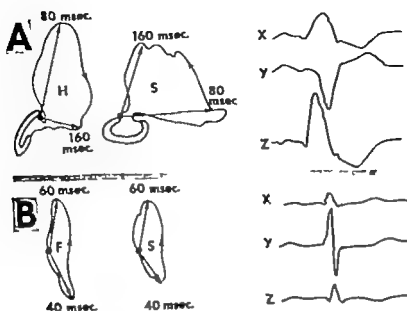 A
80 msec.
H
160
msec.
160 msec.
S
80
msec
X
Y
Z
B
60 msec.
F
40 msec.
60 msec.
S
40 msec.
X
Y
Z